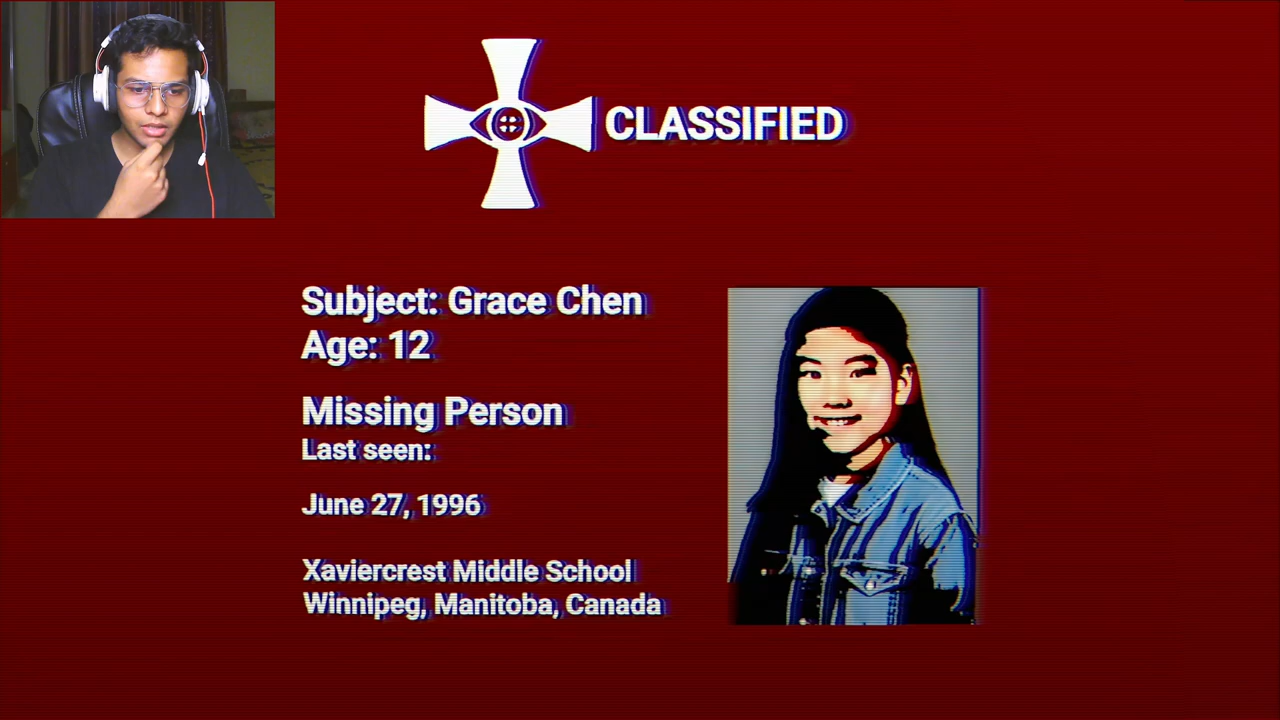 CLASSIFIED
Subject: Grace Chen
Age: 12
Missing Person
Last seen:
June 27, 1996
Xaviercrest Middle School
Winnipeg, Manitoba, Canada